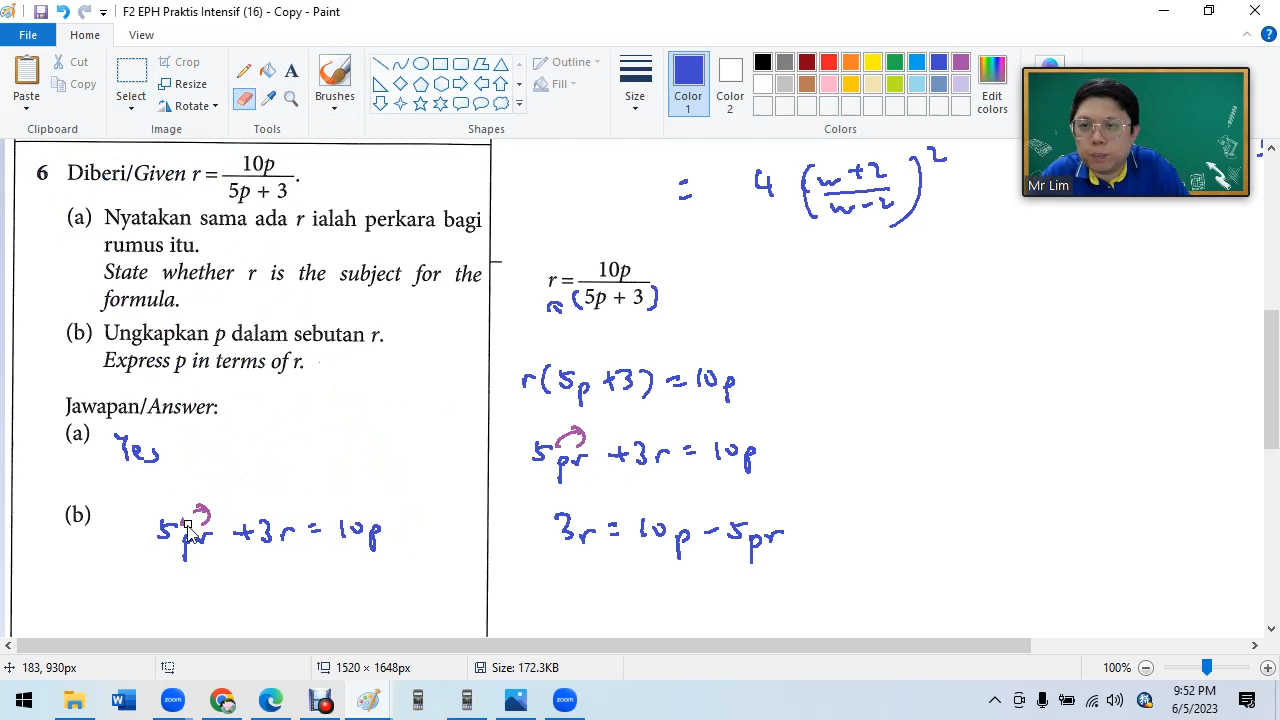 F2 EPH Praktis Intensif (16) - Copy - Paint
File Home View
Paste Cut Copy Clipboard
Select Crop Resize Rotate Image
Tools
Brushes
Outline Fill Shapes
Size
Color 1 Color 2 Edit colors Colors
Mr Lim
6 Diberi/Given r = 10p / 5p + 3.
(a) Nyatakan sama ada r ialah perkara bagi
rumus itu.
State whether r is the subject for the
formula.
(b) Ungkapkan p dalam sebutan r.
Express p in terms of r.
Jawapan/Answer:
(a) Yes
(b) 5pr + 3r = 10p
= 4 (w+2 / w-2)²
r = 10p / (5p + 3)
r(5p + 3) = 10p
5pr + 3r = 10p
3r = 10p - 5pr
183, 930px 1520 × 1648px Size: 172.3KB 100%
zoom zoom 9:52 PM
6/5/2023